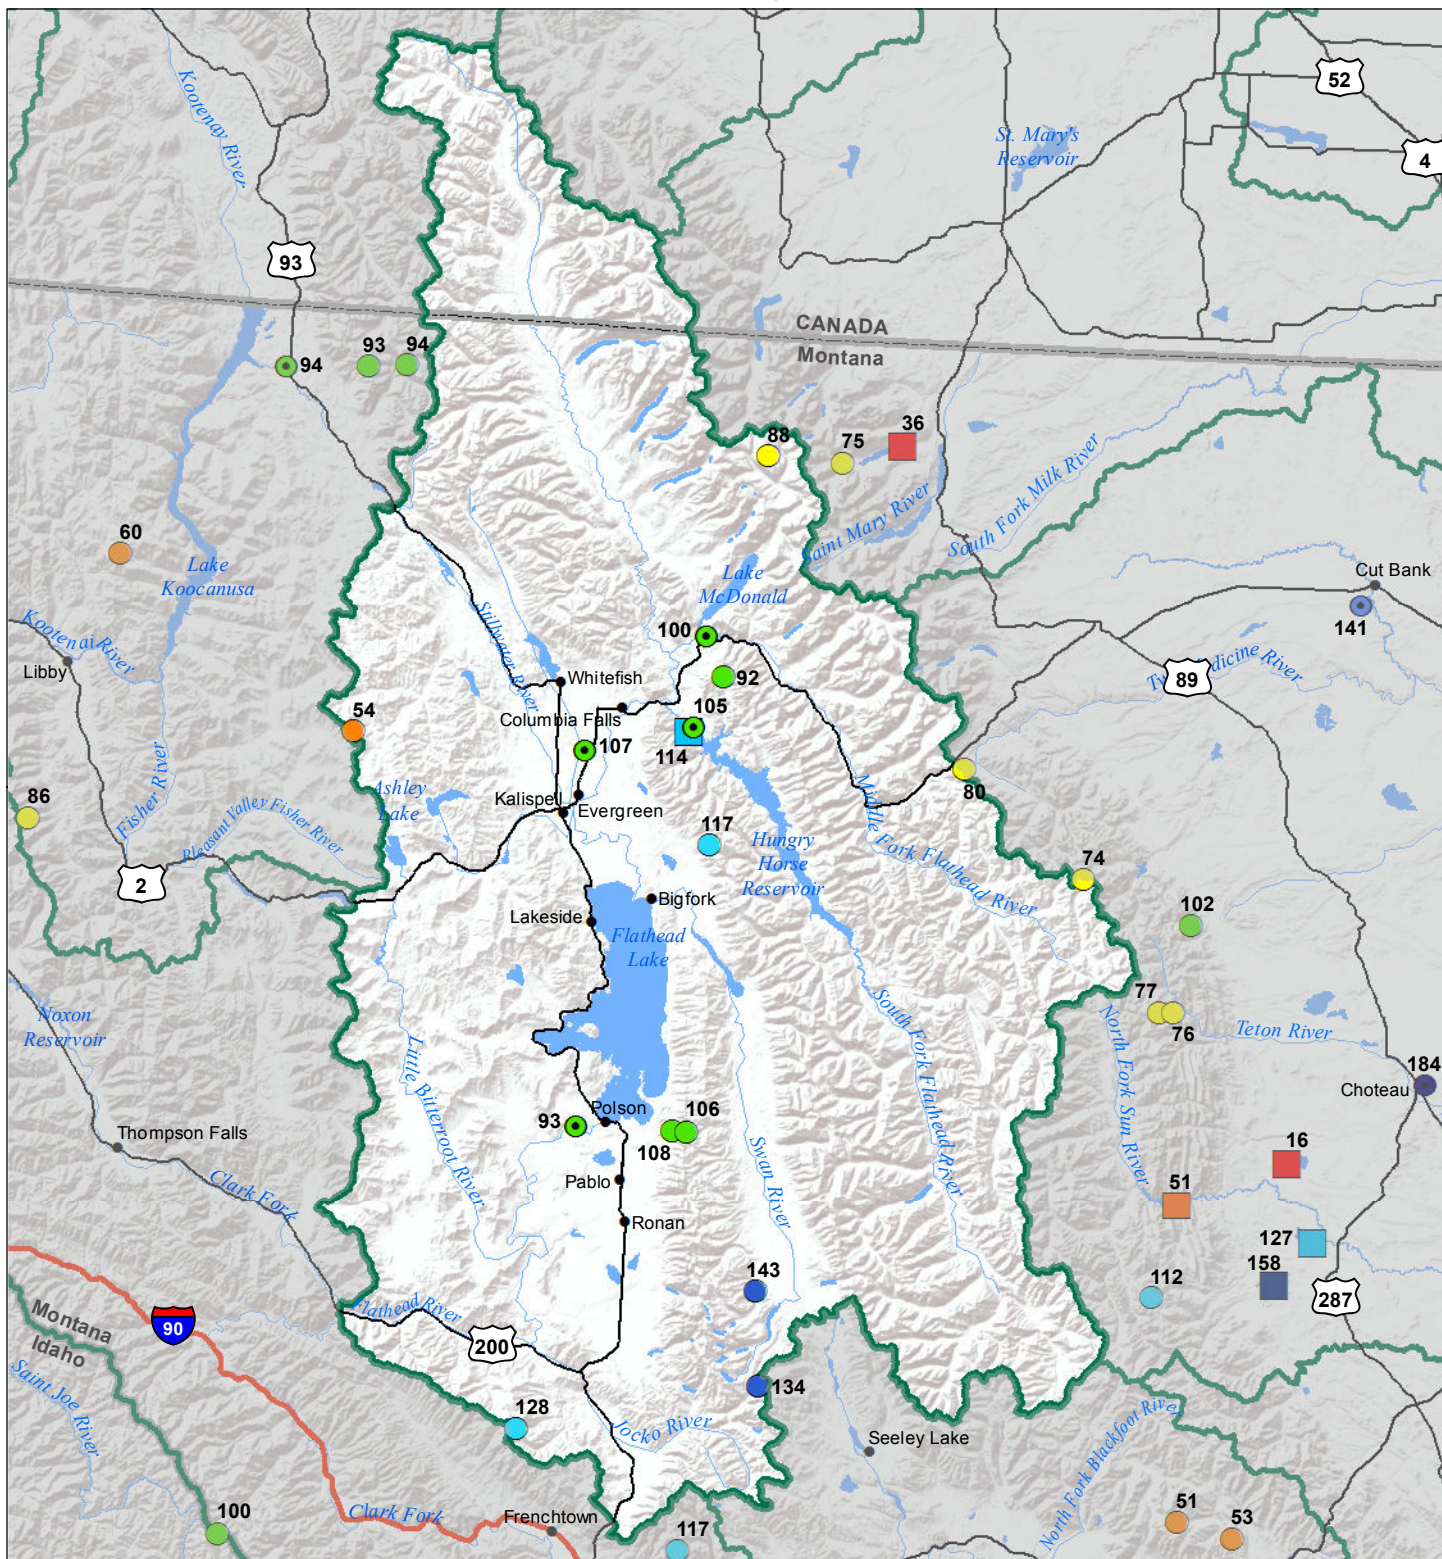 52
St. Mary's
Reservoir
4
Kootenay River
93
CANADA
Montana
93
94
94
88
75
36
South Fork Milk River
Saint Mary River
60
Lake
Koocanusa
Lake
McDonald
Cut Bank
141
Kootenai River
Libby
Stillwater River
100
Whitefish
92
89
54
Columbia Falls
105
107
114
80
Fisher River
Ashley
Lake
Kalispell
Evergreen
86
Pleasant Valley Fisher River
117
Hungry
Horse
Reservoir
Middle Fork Flathead River
74
2
Bigfork
Lakeside
Flathead
Lake
102
Noxon
Reservoir
77
76
Teton River
North Fork Sun River
South Fork Flathead River
Little Bitterroot River
184
Choteau
Thompson Falls
93
Polson
106
108
Swan River
16
Clark Fork
Pablo
51
Ronan
127
143
158
112
287
Montana
Idaho
90
Flathead River
200
Saint Joe River
134
128
Jocko River
Seeley Lake
North Fork Blackfoot River
100
Clark Fork
Frenchtown
117
51
53